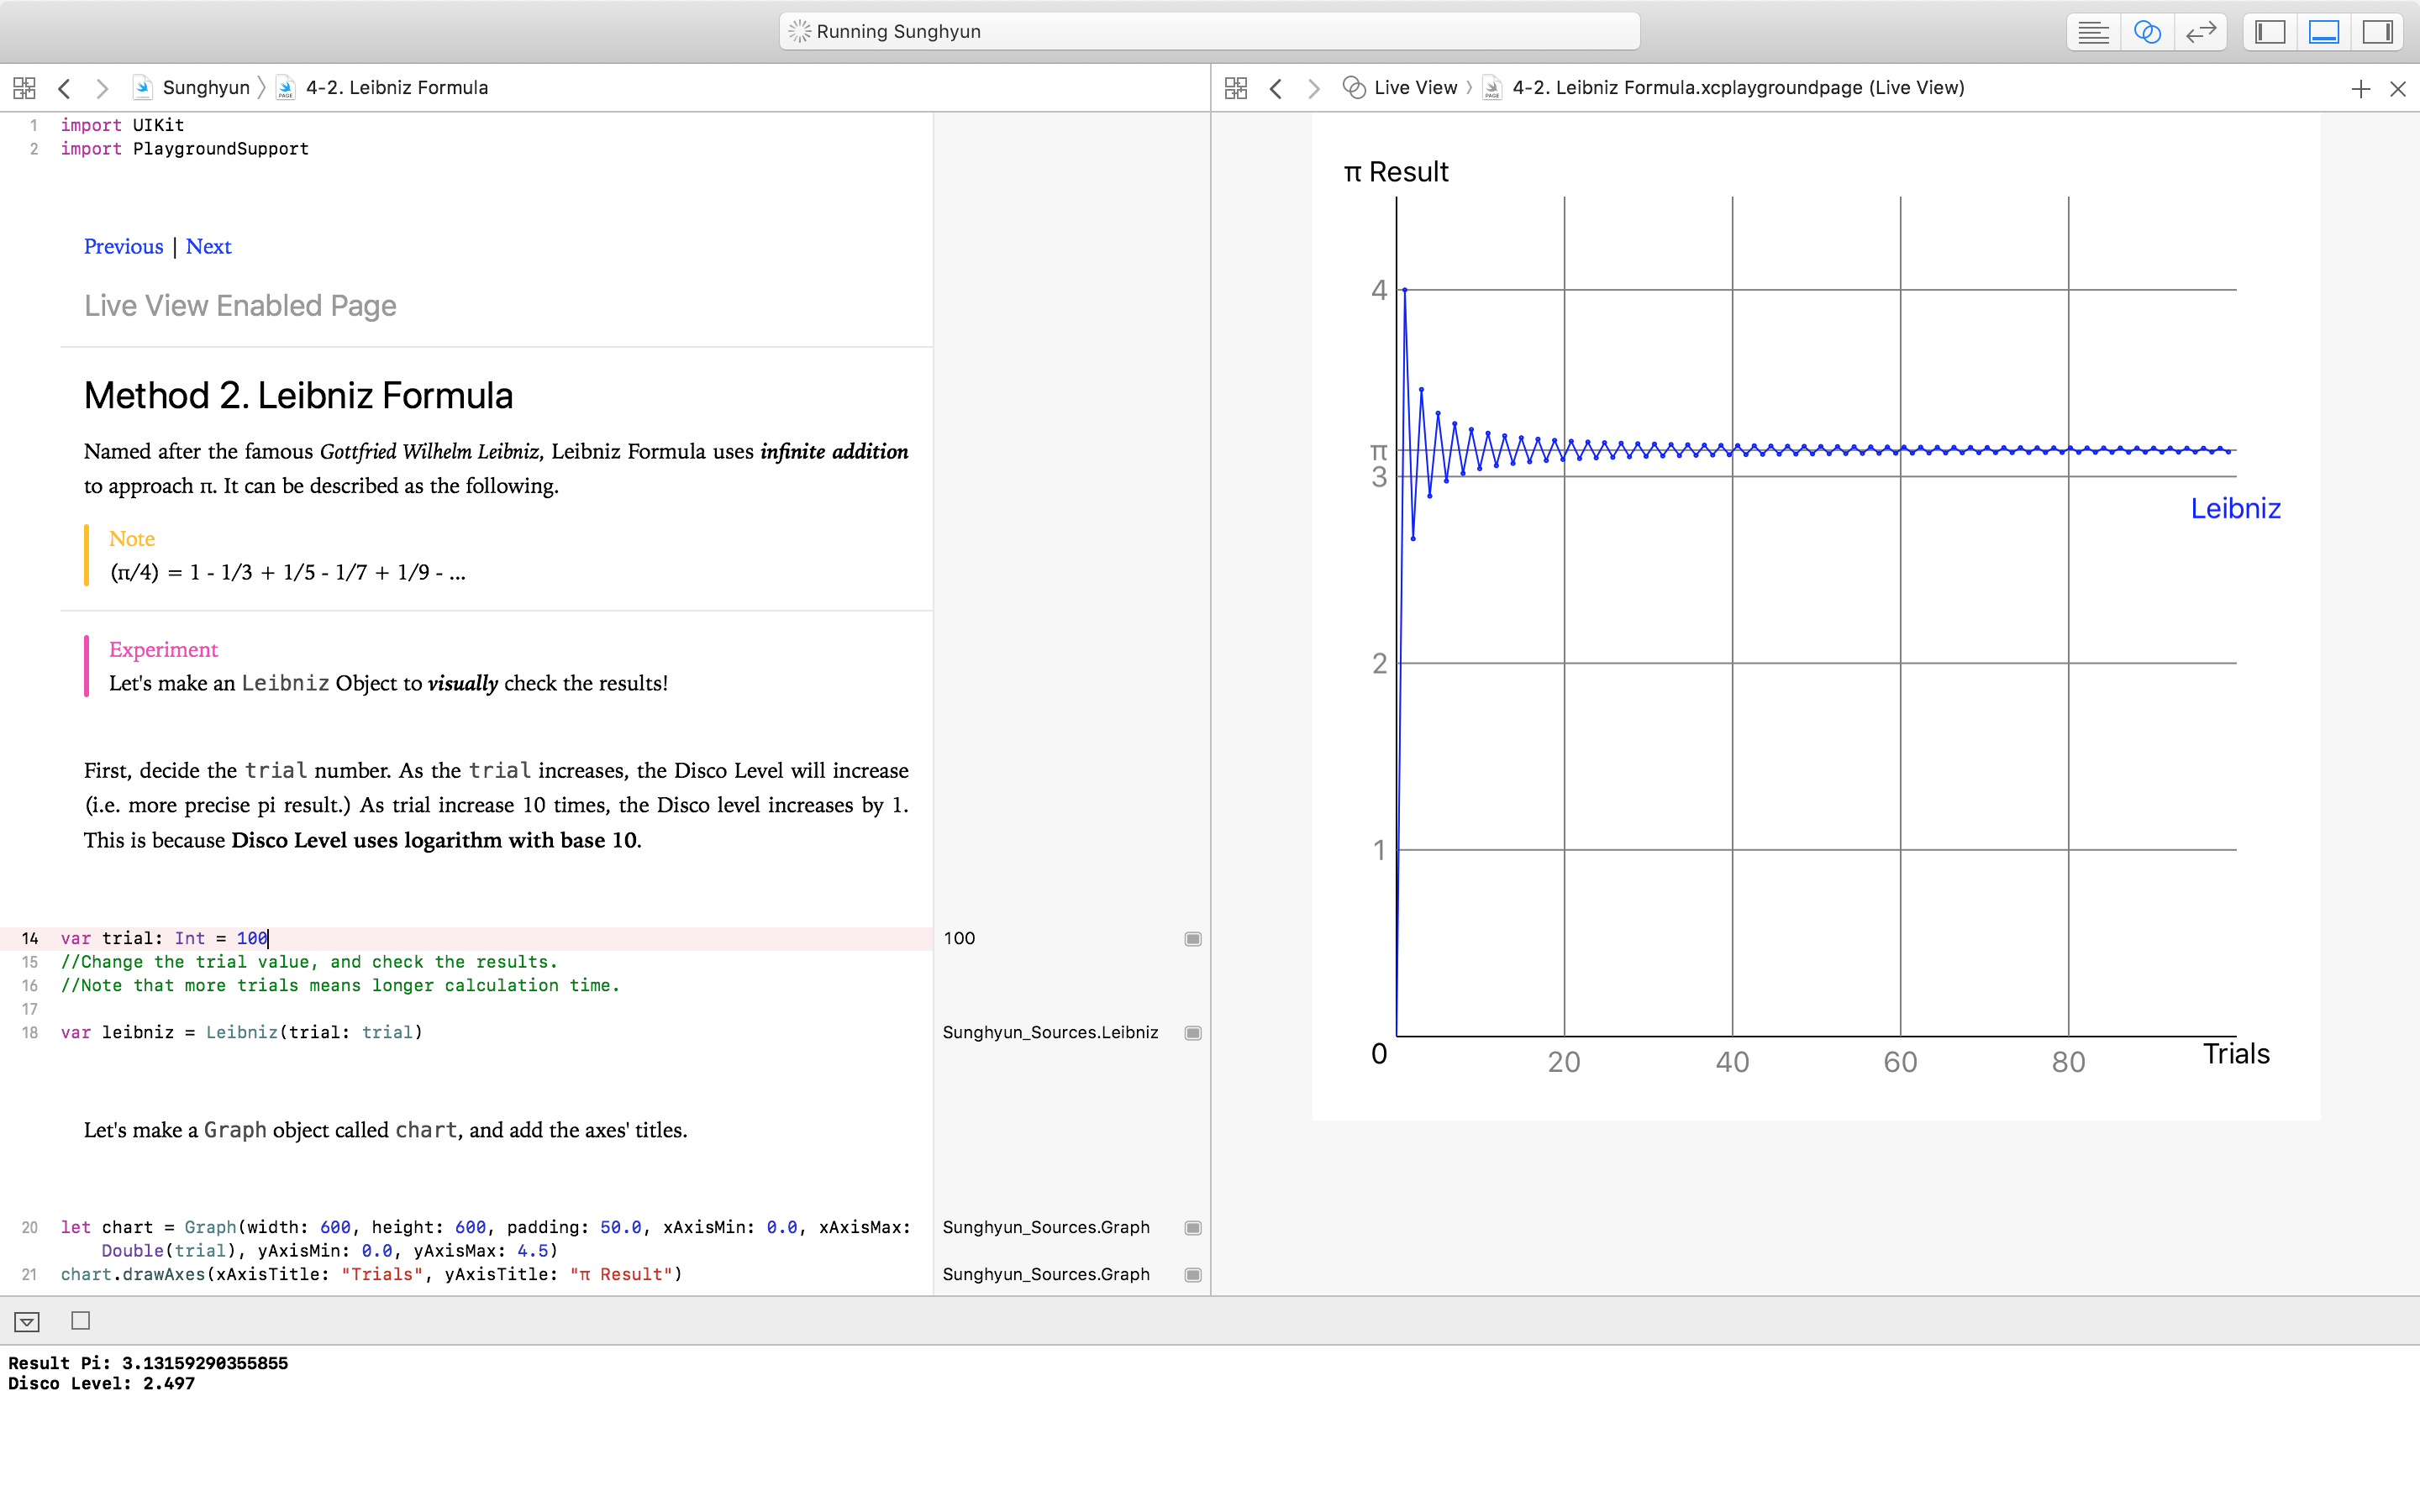 Running Sunghyun
Sunghyun 〉 4-2. Leibniz Formula
1 import UIKit
2 import PlaygroundSupport
Previous | Next
Live View Enabled Page
Method 2. Leibniz Formula
Named after the famous Gottfried Wilhelm Leibniz, Leibniz Formula uses infinite addition
to approach π. It can be described as the following.
Note
(π/4) = 1 - 1/3 + 1/5 - 1/7 + 1/9 - ...
Experiment
Let's make an Leibniz Object to visually check the results!
First, decide the trial number. As the trial increases, the Disco Level will increase
(i.e. more precise pi result.) As trial increase 10 times, the Disco level increases by 1.
This is because Disco Level uses logarithm with base 10.
14 var trial: Int = 100
100
15 //Change the trial value, and check the results.
16 //Note that more trials means longer calculation time.
17
18 var leibniz = Leibniz(trial: trial)
Sunghyun_Sources.Leibniz
Let's make a Graph object called chart, and add the axes' titles.
20 let chart = Graph(width: 600, height: 600, padding: 50.0, xAxisMin: 0.0, xAxisMax:
Double(trial), yAxisMin: 0.0, yAxisMax: 4.5)
Sunghyun_Sources.Graph
21 chart.drawAxes(xAxisTitle: "Trials", yAxisTitle: "π Result")
Sunghyun_Sources.Graph
Live View 〉 PAGE 4-2. Leibniz Formula.xcplaygroundpage (Live View)
π Result
4
π
3
Leibniz
2
1
0
20 40 60 80 Trials
Result Pi: 3.13159290355855
Disco Level: 2.497